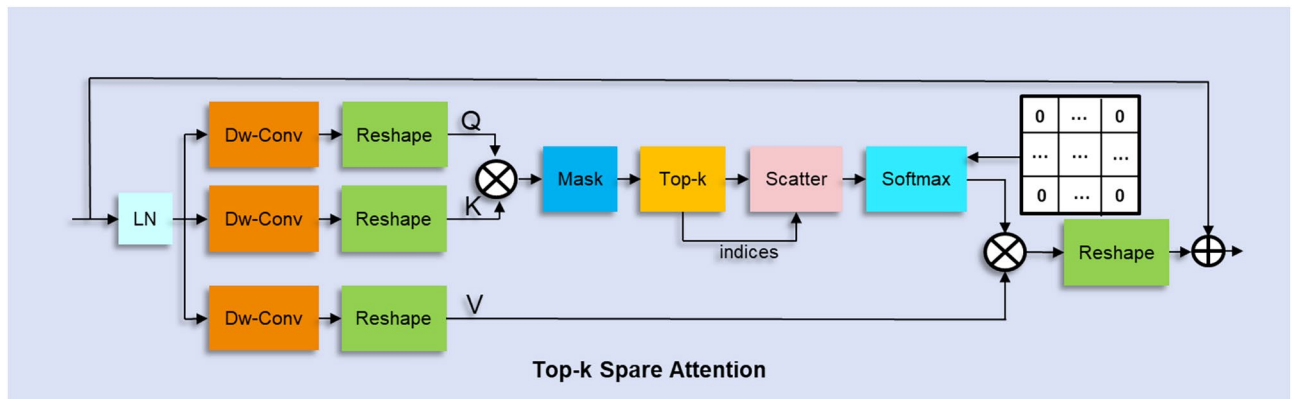 Dw-Conv Reshape Q
0 ... 0
... ... ...
0 0
Mask Top-k Scatter Softmax
LN Dw-Conv Reshape K
indices
Reshape
Dw-Conv Reshape V
Top-k Spare Attention